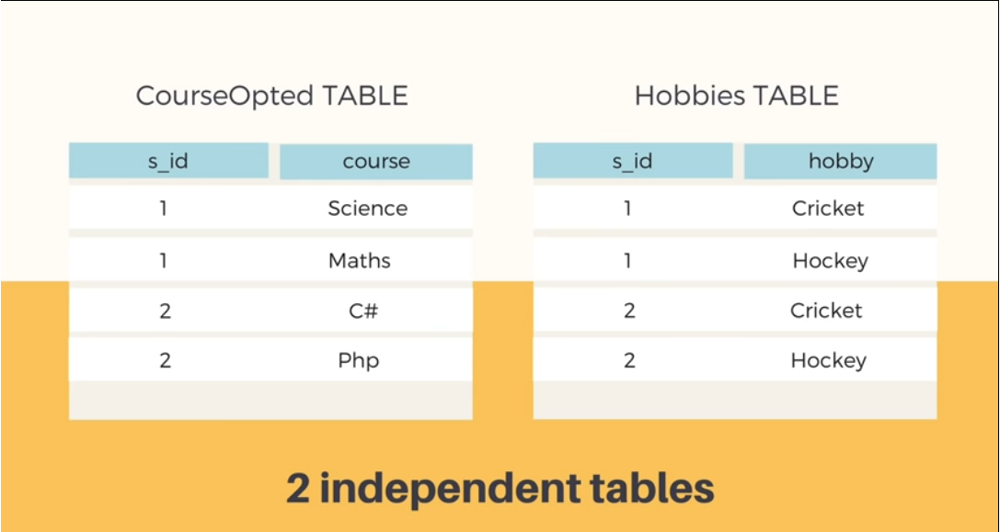 CourseOpted TABLE
s_id course
1 Science
1 Maths
2 C#
2 Php
Hobbies TABLE
s_id hobby
1 Cricket
1 Hockey
2 Cricket
2 Hockey
2 independent tables